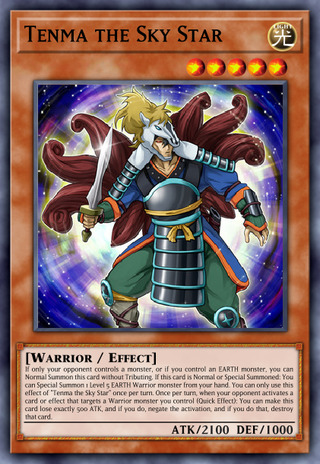 Tenma the Sky Star
LIGHT
光
[Warrior / Effect]
If only your opponent controls a monster, or if you control an EARTH monster, you can
Normal Summon this card without Tributing. If this card is Normal or Special Summoned: You
can Special Summon 1 Level 5 EARTH Warrior monster from your hand. You can only use this
effect of "Tenma the Sky Star" once per turn. Once per turn, when your opponent activates a
card or effect that targets a Warrior monster you control (Quick Effect): You can make this
card lose exactly 500 ATK, and if you do, negate the activation, and if you do that, destroy
that card.
ATK/2100 DEF/1000